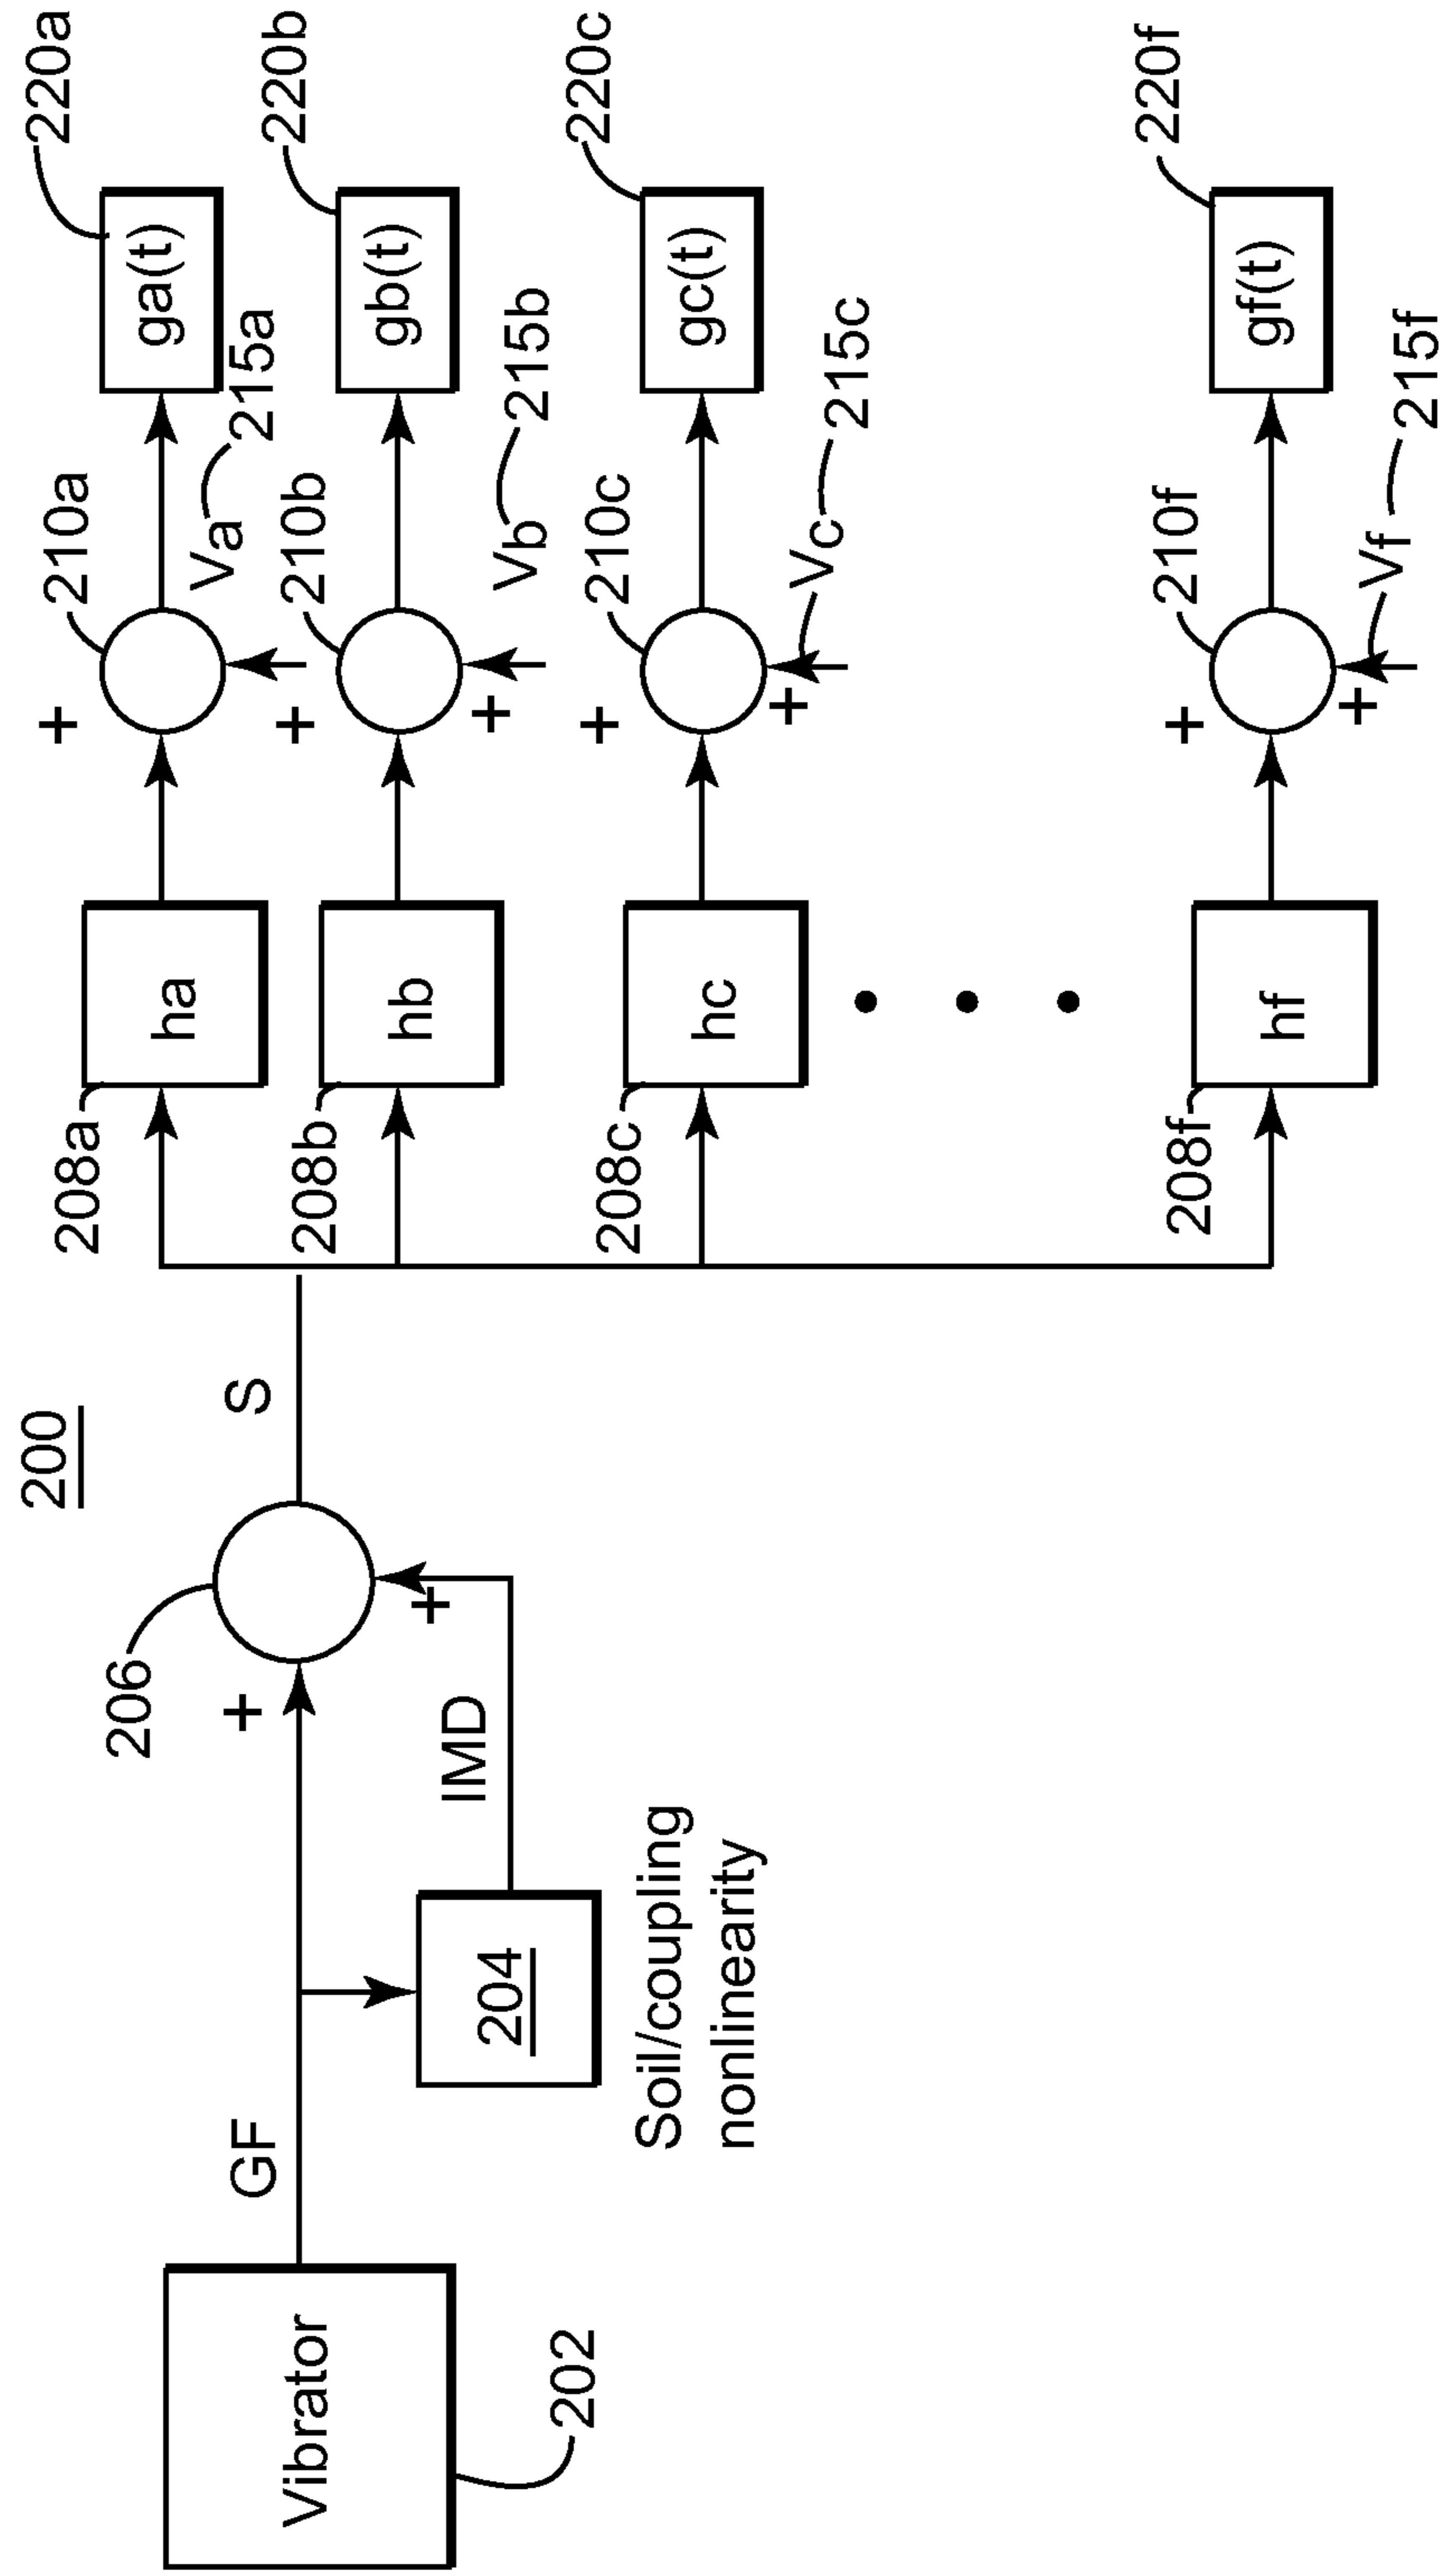 200
Vibrator
202
GF
204
Soil/coupling
nonlinearity
IMD
206
+
+
S
208a
ha
+
210a
Va
215a
ga(t)
220a
208b
hb
+
+
210b
Vb
215b
gb(t)
220b
208c
hc
+
+
210c
Vc
215c
gc(t)
220c
208f
hf
+
+
210f
Vf
215f
gf(t)
220f